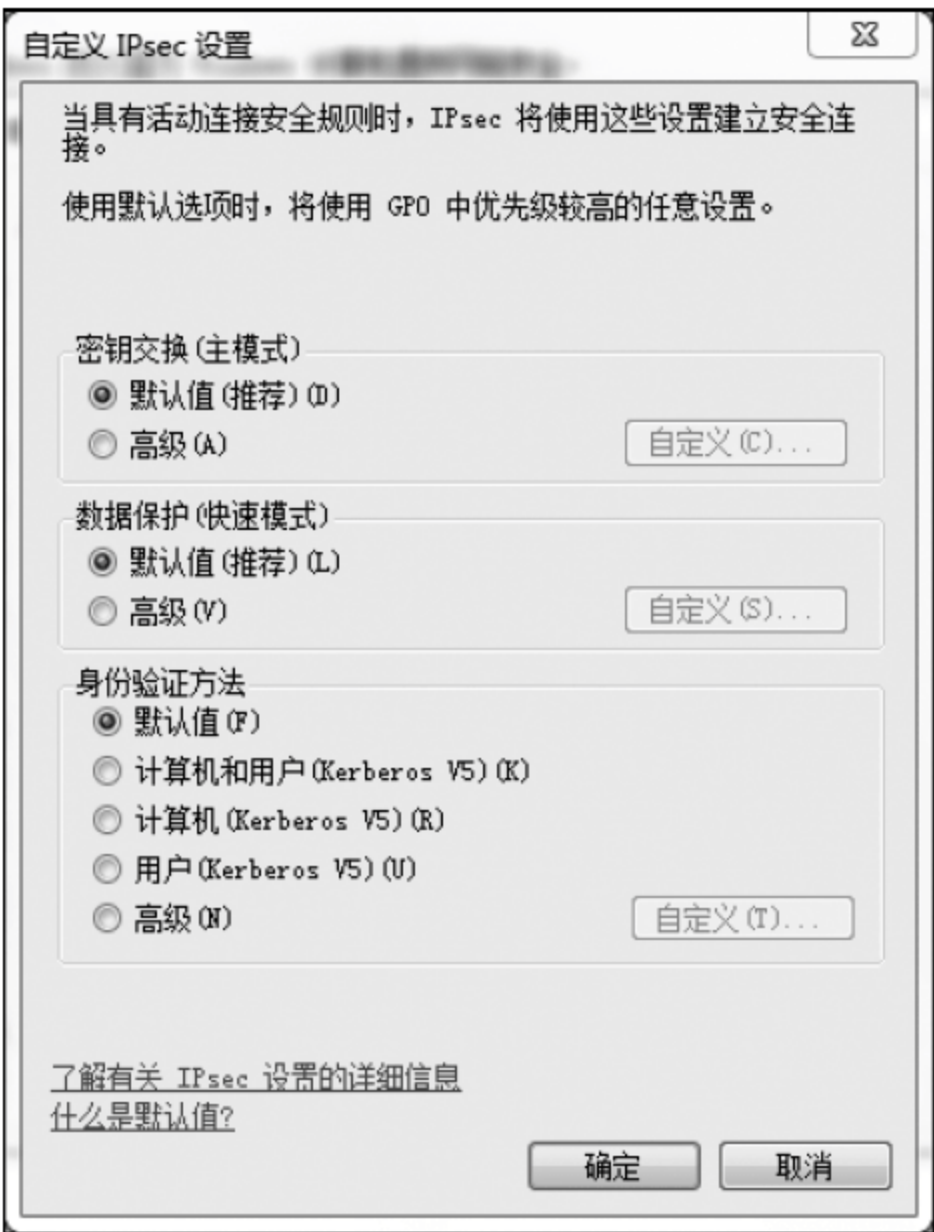 自定义 IPsec 设置
当具有活动连接安全规则时，IPsec 将使用这些设置建立安全连
接。
使用默认选项时，将使用 GPO 中优先级较高的任意设置。
密钥交换(主模式)
默认值(推荐)(D)
高级(A)
自定义(C)...
数据保护(快速模式)
默认值(推荐)(L)
高级(V)
自定义(S)...
身份验证方法
默认值(F)
计算机和用户(Kerberos V5)(K)
计算机(Kerberos V5)(R)
用户(Kerberos V5)(U)
高级(N)
自定义(T)...
了解有关 IPsec 设置的详细信息
什么是默认值?
确定
取消